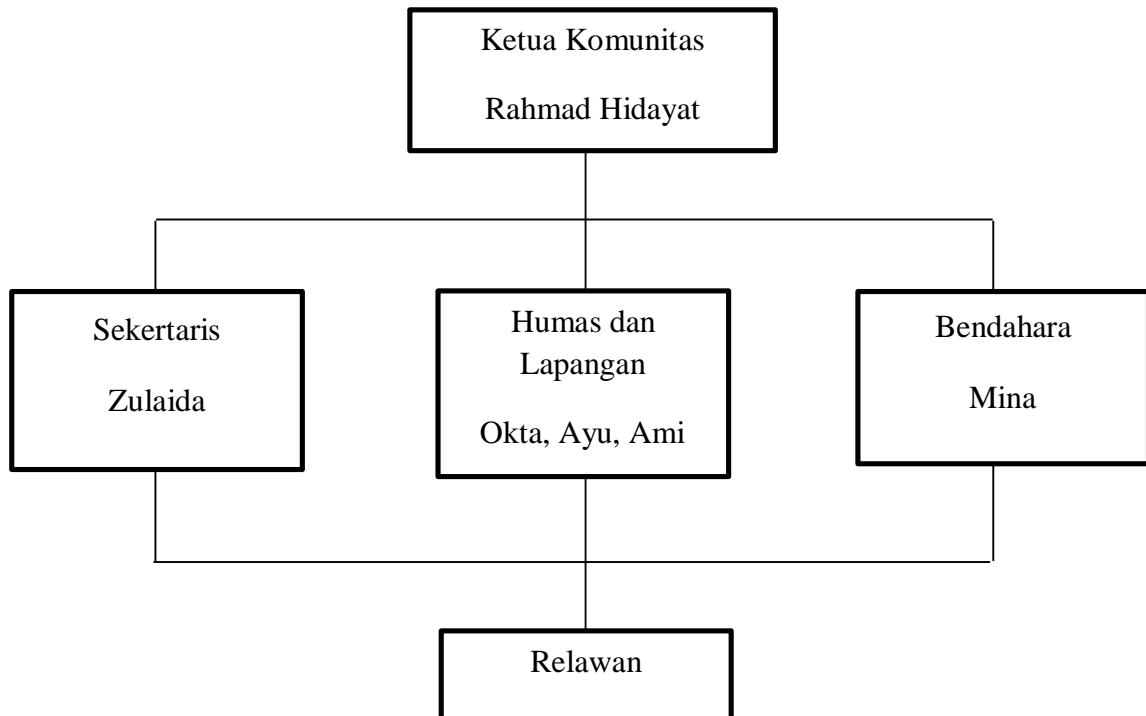 Ketua Komunitas
Rahmad Hidayat
Sekertaris
Zulaida
Humas dan
Lapangan
Okta, Ayu, Ami
Bendahara
Mina
Relawan